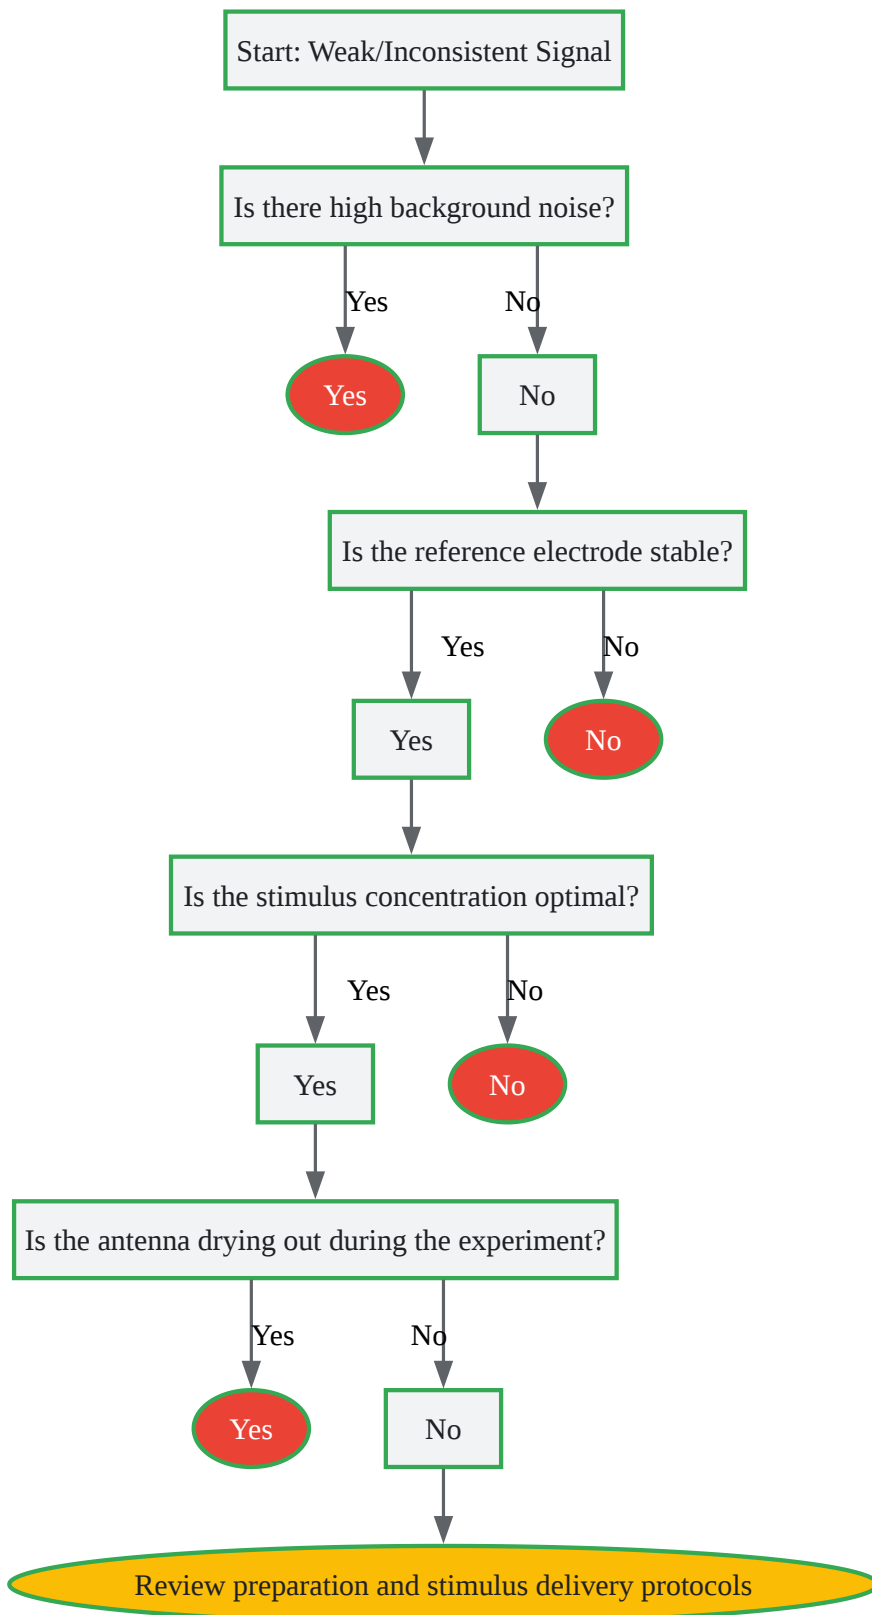 Start: Weak/Inconsistent Signal
Is there high background noise?
Yes
No
Yes
No
Is the reference electrode stable?
Yes
No
Yes
No
Is the stimulus concentration optimal?
Yes
No
Yes
No
Is the antenna drying out during the experiment?
Yes
No
Yes
No
Review preparation and stimulus delivery protocols